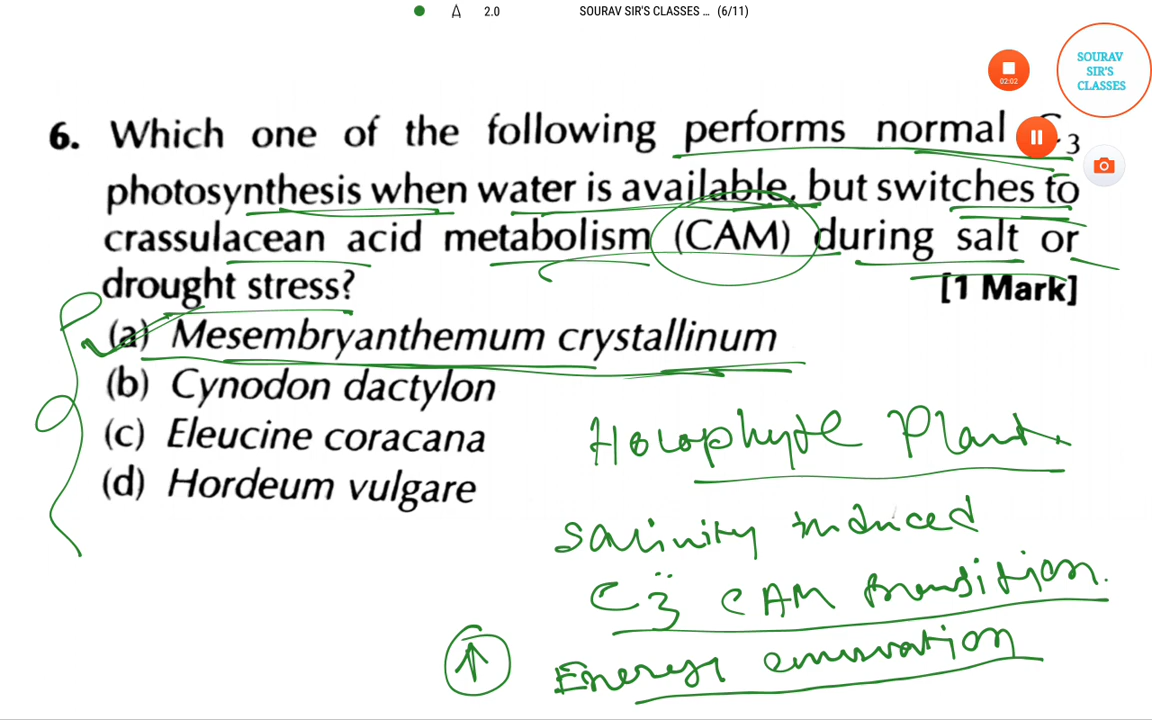 2.0 SOURAV SIR'S CLASSES ... (6/11)
SOURAV
SIR'S
CLASSES
02:02
6. Which one of the following performs normal C3
photosynthesis when water is available, but switches to
crassulacean acid metabolism (CAM) during salt or
drought stress? [1 Mark]
(a) Mesembryanthemum crystallinum
(b) Cynodon dactylon
(c) Eleucine coracana
(d) Hordeum vulgare
Holophyte Plant
Salinity induced
C3 CAM transition.
Energy